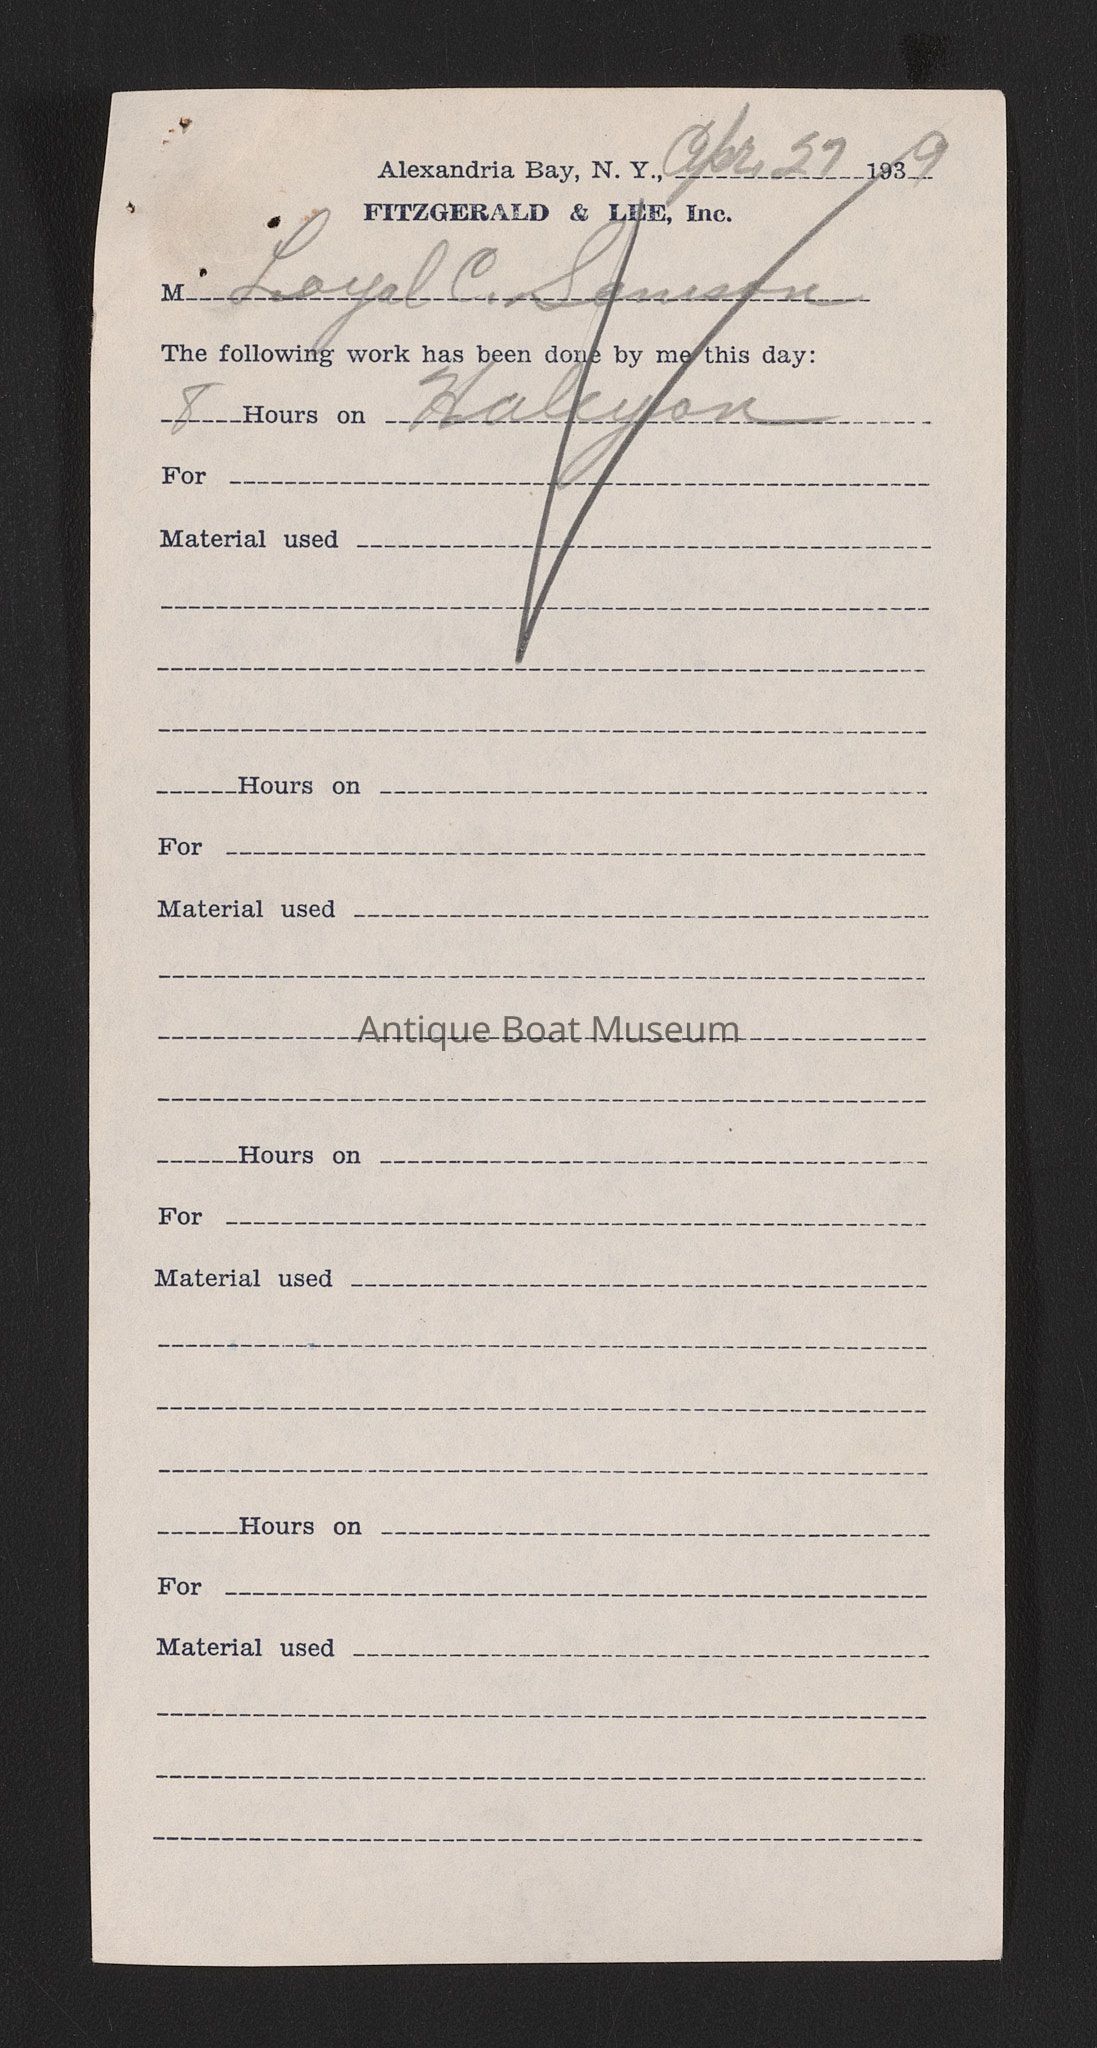 Alexandria Bay, N. Y., Apr. 27 1939
FITZGERALD & LEE, Inc.
M Loyal C. Samson
The following work has been done by me this day:
8 Hours on Halcyon
For
Material used
Hours on
For
Material used
Antique Boat Museum
Hours on
For
Material used
Hours on
For
Material used